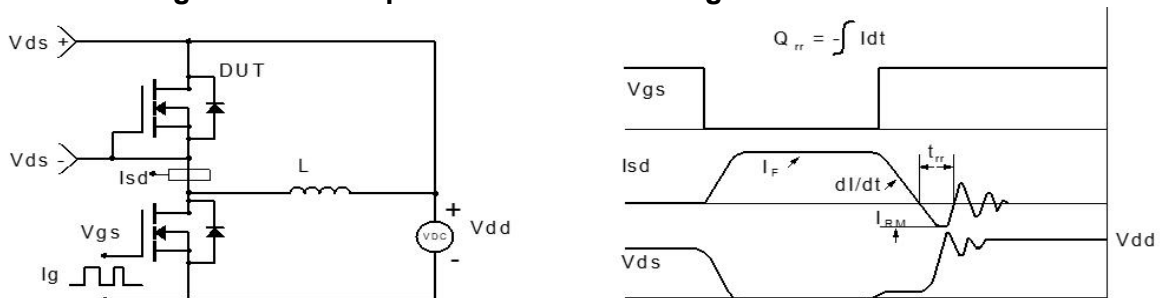 Vds +
DUT
Vds -
Isd
L
Vgs
Ig
+
VDC
-
Vdd
Q rr = -∫ Idt
Vgs
Isd
I F
dI/dt
t rr
I RM
Vds
Vdd